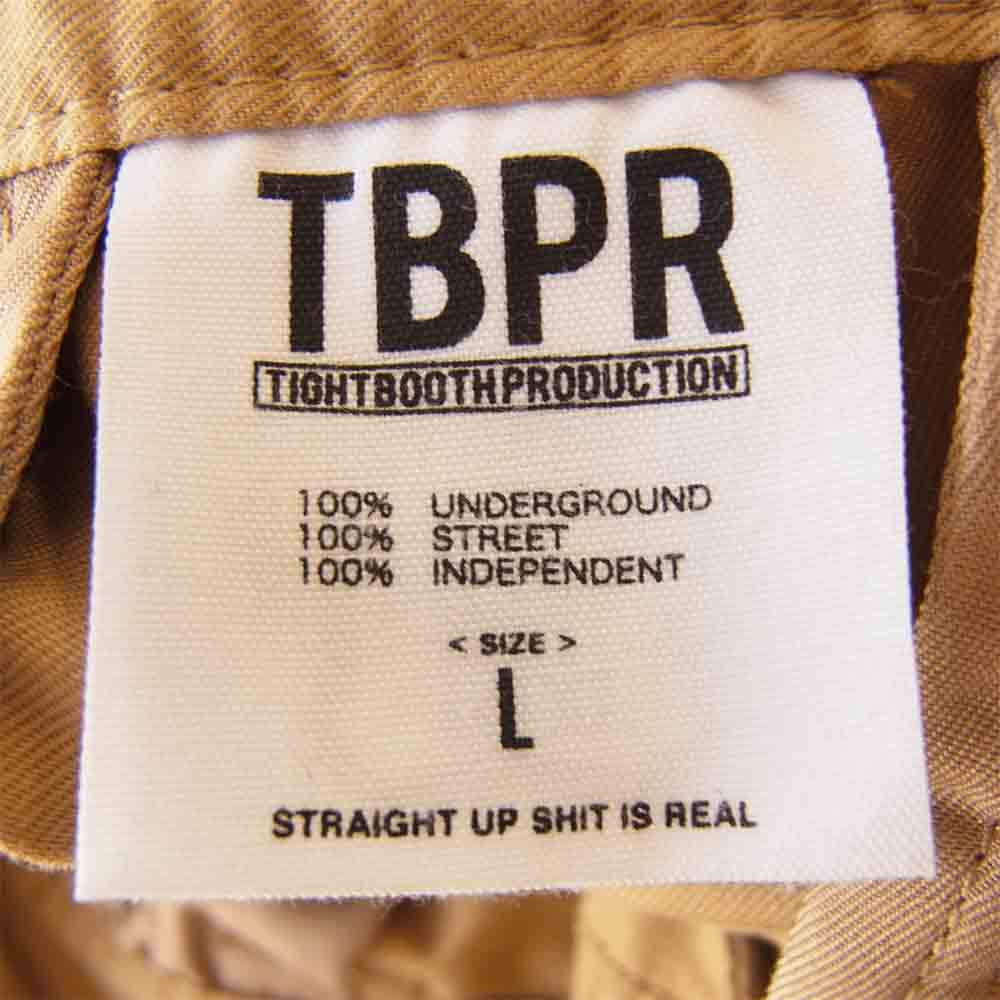 TBPR
TIGHTBOOTHPRODUCTION
100% UNDERGROUND
100% STREET
100% INDEPENDENT
< SIZE >
L
STRAIGHT UP SHIT IS REAL